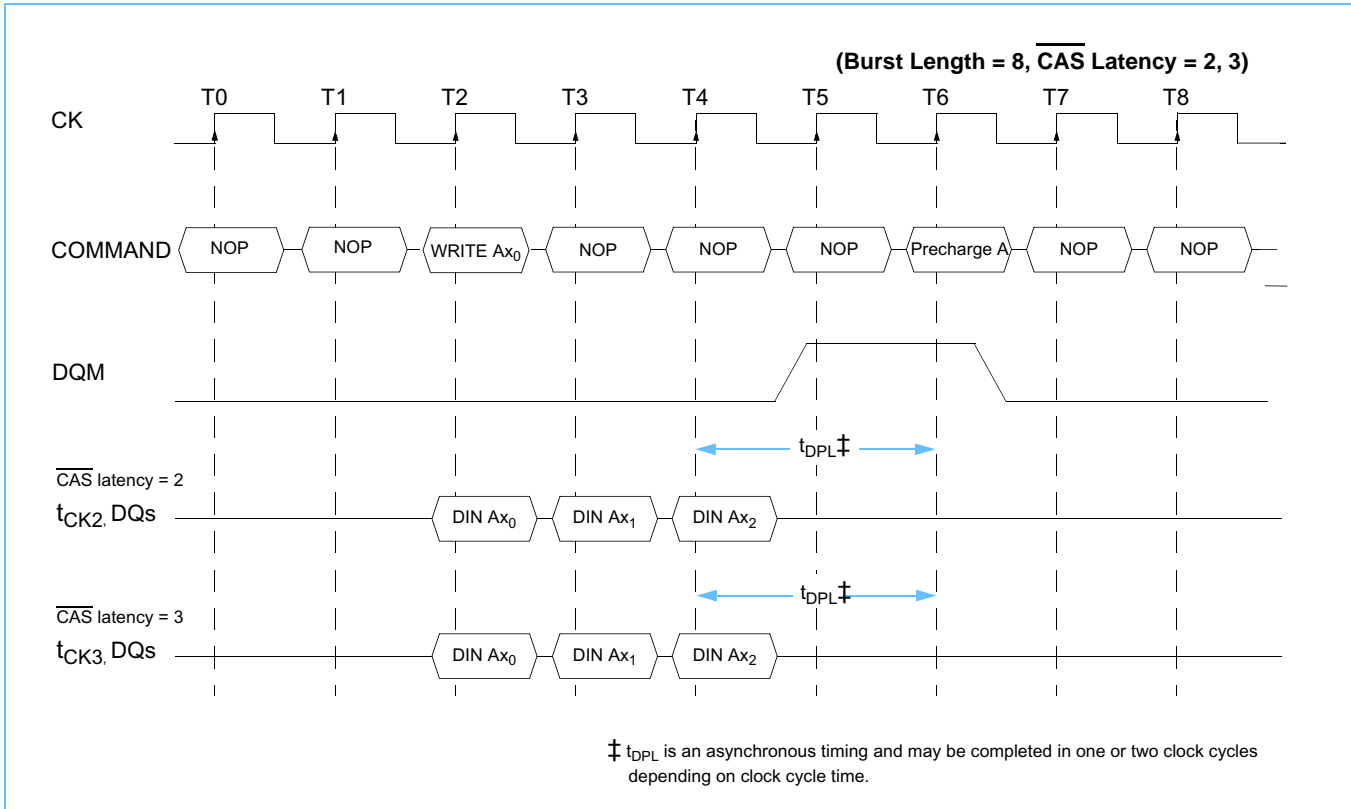 (Burst Length = 8, CAS Latency = 2, 3)
T0 T1 T2 T3 T4 T5 T6 T7 T8
CK
COMMAND NOP NOP WRITE Ax0 NOP NOP NOP Precharge A NOP NOP
DQM
tDPL‡
CAS latency = 2
tCK2, DQs DIN Ax0 DIN Ax1 DIN Ax2
tDPL‡
CAS latency = 3
tCK3, DQs DIN Ax0 DIN Ax1 DIN Ax2
‡ tDPL is an asynchronous timing and may be completed in one or two clock cycles
depending on clock cycle time.